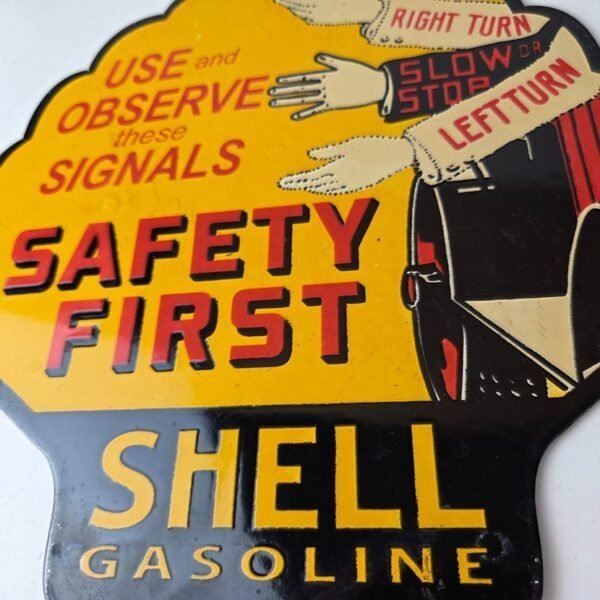 USE and
OBSERVE
these
SIGNALS
SAFETY
FIRST
RIGHT TURN
SLOW OR
STOP
LEFT TURN
SHELL
GASOLINE